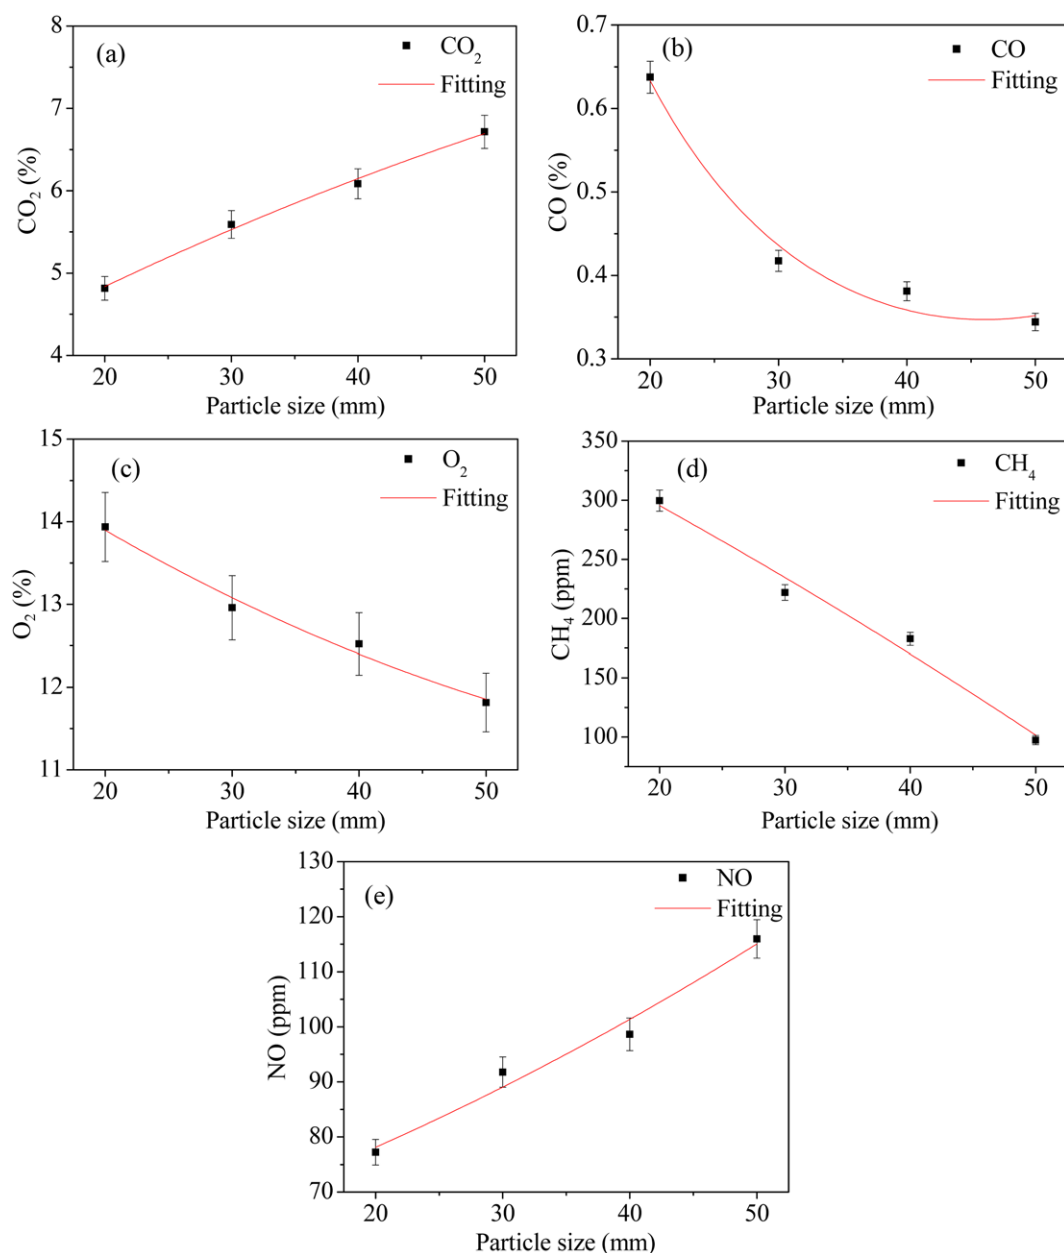 (a)
CO₂
Fitting
8
7
6
5
4
CO₂ (%)
20 30 40 50
Particle size (mm)
(b)
CO
Fitting
0.7
0.6
0.5
0.4
0.3
CO (%)
20 30 40 50
Particle size (mm)
(c)
O₂
Fitting
15
14
13
12
11
O₂ (%)
20 30 40 50
Particle size (mm)
(d)
CH₄
Fitting
350
300
250
200
150
100
CH₄ (ppm)
20 30 40 50
Particle size (mm)
(e)
NO
Fitting
130
120
110
100
90
80
70
NO (ppm)
20 30 40 50
Particle size (mm)